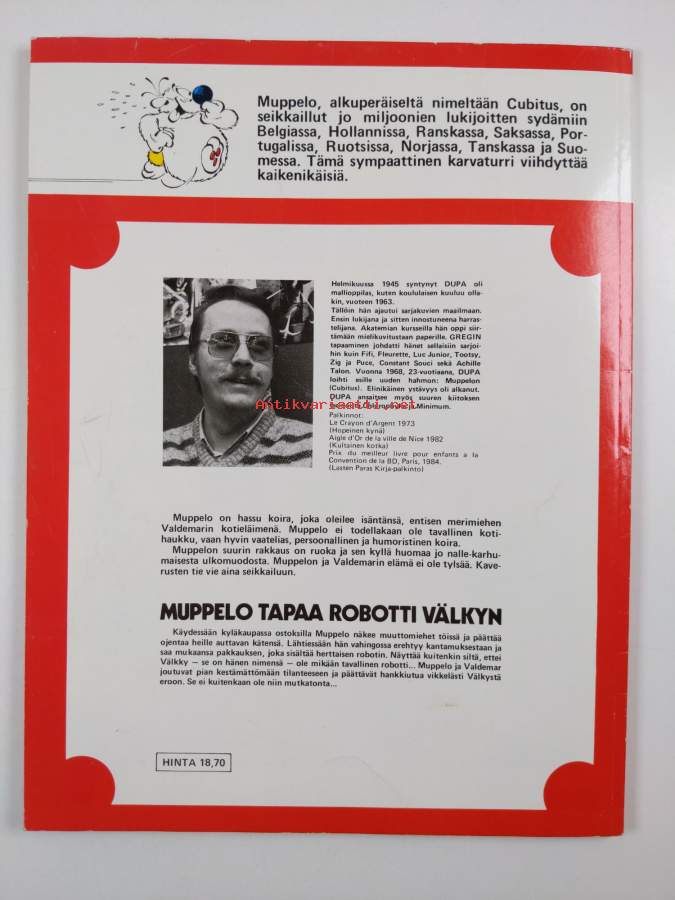 Muppelo, alkuperäiseltä nimeltään Cubitus, on
seikkaillut jo miljoonien lukijoitten sydämiin
Belgiassa, Hollannissa, Ranskassa, Saksassa, Por-
tugalissa, Ruotsissa, Norjassa, Tanskassa ja Suo-
messa. Tämä sympaattinen karvaturri viihdyttää
kaikenikäisiä.
Helmikuussa 1945 syntynyt DUPA oli
mallioppilas, kuten koululaisen kuuluu olla-
kin, vuoteen 1963.
Tällöin hän ajautui sarjakuvien maailmaan.
Ensin lukijana ja sitten innostuneena harras-
telijana. Akatemian kursseilla hän oppi siir-
tämään mielikuvitustaan paperille. GREGIN
tapaaminen johdatti hänet sellaisiin sarjoi-
hin kuin Fifi, Fleurette, Luc Junior, Tootsy,
Zig ja Puce, Constant Souci sekä Achille
Talon. Vuonna 1968, 23-vuotiaana, DUPA
loihti esille uuden hahmon: Muppelon
(Cubitus). Elinikäinen ystävyys oli alkanut.
DUPA ansaitsee myös suuren kiitoksen
Minimum.
Antikvariaatti.net
Palkinnot:
Le Crayon d'Argent 1973
(Hopeinen kynä)
Aigle d'Or de la ville de Nice 1982
(Kultainen kotka)
Prix du meilleur livre pour enfants a la
Convention de la BD, Paris, 1984.
(Lasten Paras Kirja-palkinto)
Muppelo on hassu koira, joka oleilee isäntänsä, entisen merimiehen
Valdemarin kotieläimenä. Muppelo ei todellakaan ole tavallinen koti-
haukku, vaan hyvin vaatelias, persoonallinen ja humoristinen koira.
Muppelon suurin rakkaus on ruoka ja sen kyllä huomaa jo nalle-karhu-
maisesta ulkomuodosta. Muppelon ja Valdemarin elämä ei ole tylsää. Kave-
rusten tie vie aina seikkailuun.
MUPPELO TAPAA ROBOTTI VÄLKYN
Käydessään kyläkaupassa ostoksilla Muppelo näkee muuttomiehet töissä ja päättää
ojentaa heille auttavan kätensä. Lähtiessään hän vahingossa erehtyy kantamuksestaan ja
saa mukaansa pakkauksen, joka sisältää herttaisen robotin. Näyttää kuitenkin siltä, ettei
Välkky — se on hänen nimensä — ole mikään tavallinen robotti... Muppelo ja Valdemar
joutuvat pian kestämättömään tilanteeseen ja päättävät hankkiutua vikkelästi Välkystä
eroon. Se ei kuitenkaan ole niin mutkatonta...
HINTA 18,70